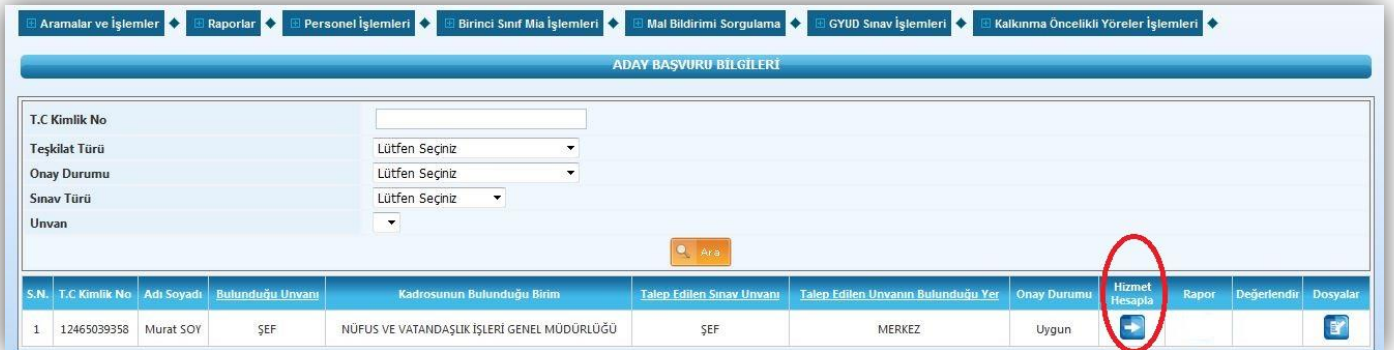 Aramalar ve İşlemler Raporlar Personel İşlemleri Birinci Sınıf Mia İşlemleri Mal Bildirimi Sorgulama GYUD Sınav İşlemleri Kalkınma Öncelikli Yöreler İşlemleri
ADAY BAŞVURU BİLGİLERİ
T.C Kimlik No
Teşkilat Türü Lütfen Seçiniz
Onay Durumu Lütfen Seçiniz
Sınav Türü Lütfen Seçiniz
Unvan
Ara
S.N. T.C Kimlik No Adı Soyadı Bulunduğu Unvanı Kadrosunun Bulunduğu Birim Talep Edilen Sınav Unvanı Talep Edilen Unvanın Bulunduğu Yer Onay Durumu Hizmet Hesapla Rapor Değerlendir Dosyalar
1 12465039358 Murat SOY ŞEF NÜFUS VE VATANDAŞLIK İŞLERİ GENEL MÜDÜRLÜĞÜ ŞEF MERKEZ Uygun